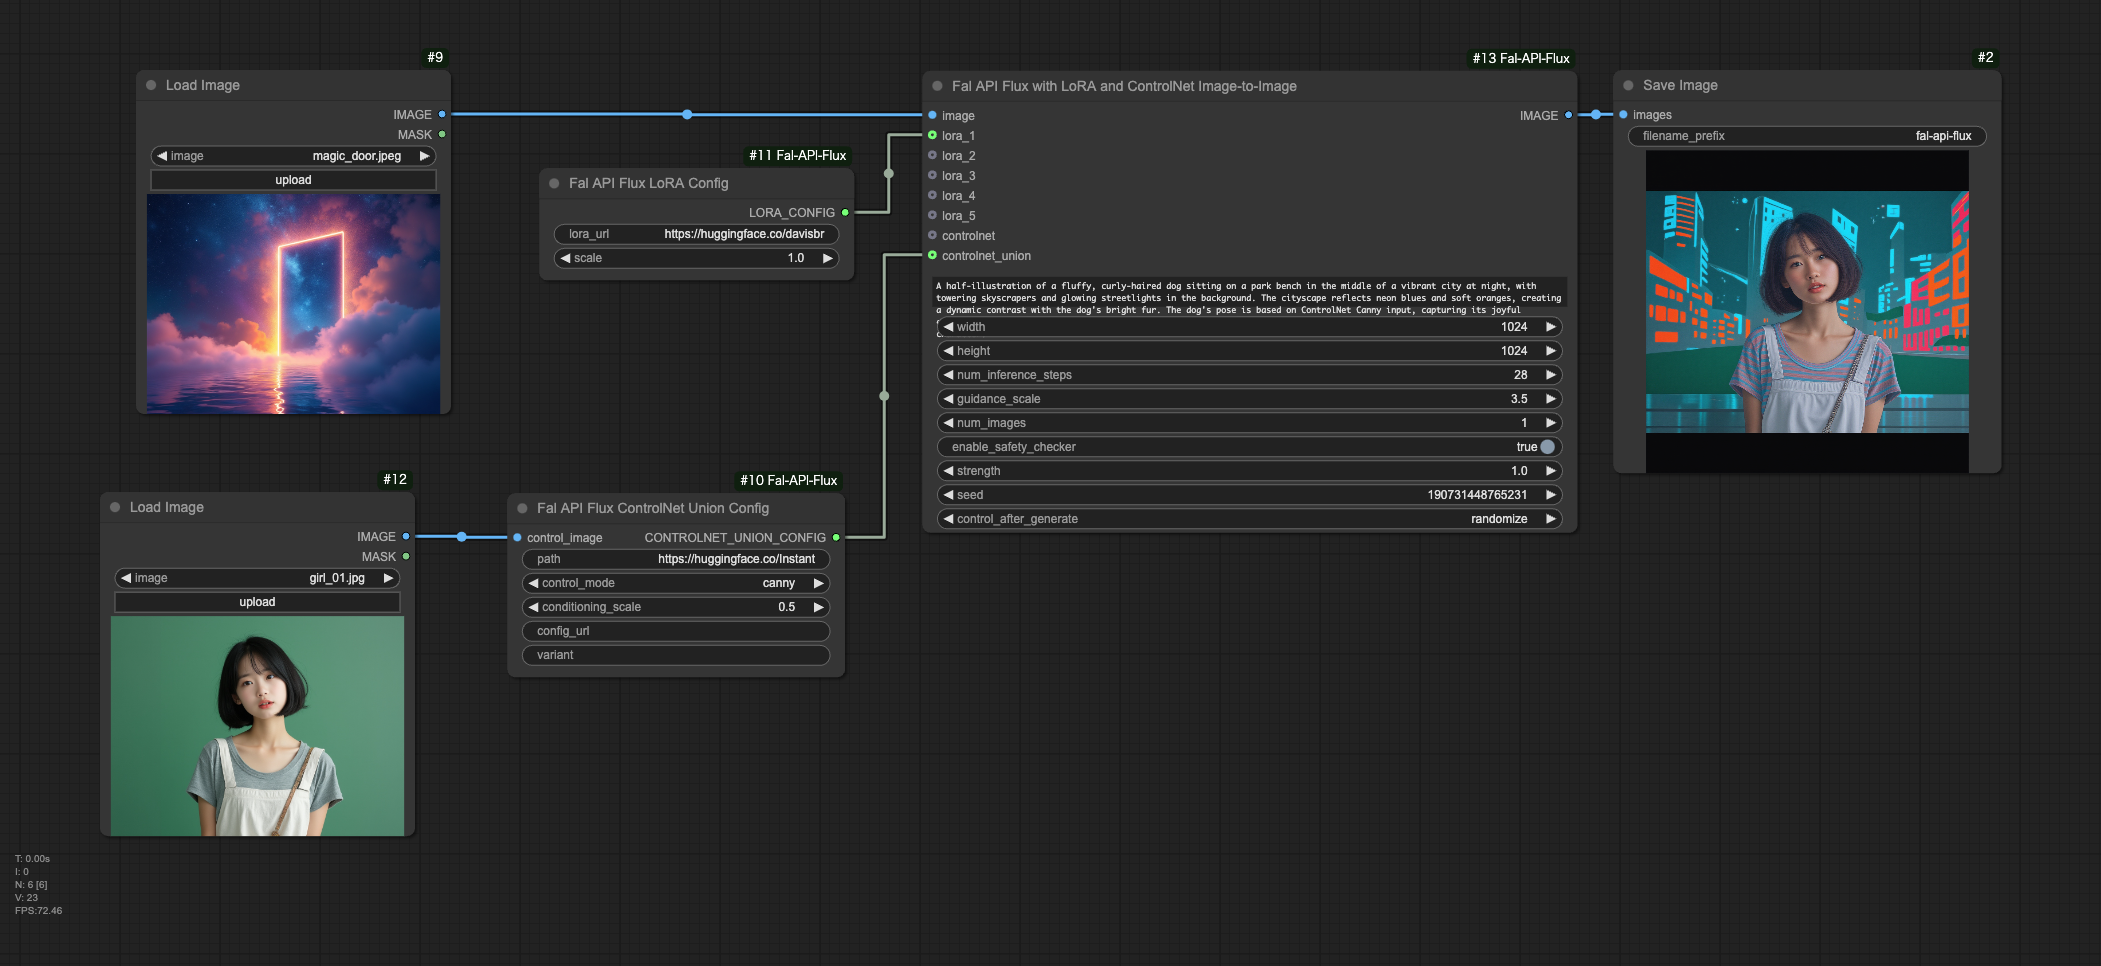 #9
Load Image
IMAGE
MASK
image magic_door.jpeg
upload
#11 Fal-API-Flux
Fal API Flux LoRA Config
LORA_CONFIG
lora_url https://huggingface.co/davisbr
scale 1.0
#12
Load Image
IMAGE
MASK
image girl_01.jpg
upload
#10 Fal-API-Flux
Fal API Flux ControlNet Union Config
control_image CONTROLNET_UNION_CONFIG
path https://huggingface.co/Instant
control_mode canny
conditioning_scale 0.5
config_url
variant
#13 Fal-API-Flux
Fal API Flux with LoRA and ControlNet Image-to-Image
image IMAGE
lora_1
lora_2
lora_3
lora_4
lora_5
controlnet
controlnet_union
A half-illustration of a fluffy, curly-haired dog sitting on a park bench in the middle of a vibrant city at night, with
towering skyscrapers and glowing streetlights in the background. The cityscape reflects neon blues and soft oranges, creating
a dynamic contrast with the dog's bright fur. The dog's pose is based on ControlNet Canny input, capturing its joyful
width 1024
height 1024
num_inference_steps 28
guidance_scale 3.5
num_images 1
enable_safety_checker true
strength 1.0
seed 190731448765231
control_after_generate randomize
#2
Save Image
images
filename_prefix fal-api-flux
T: 0.00s
I: 0
N: 6 [6]
V: 23
FPS:72.46